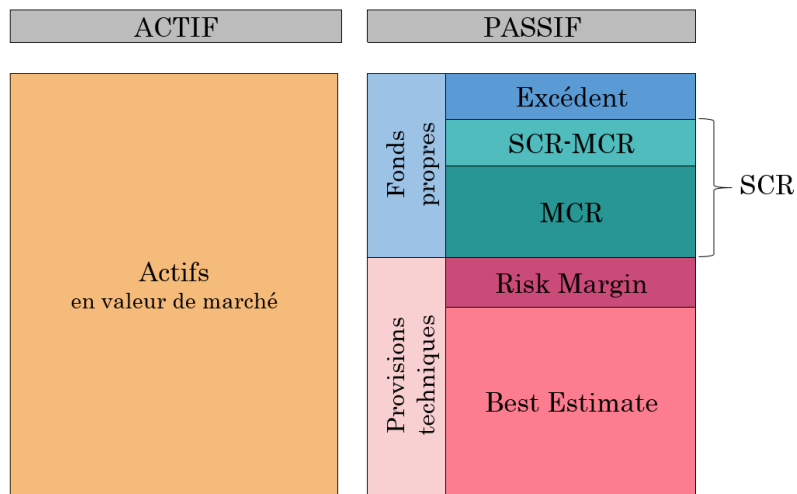 ACTIF
PASSIF
Actifs
en valeur de marché
Fonds
propres
Excédent
SCR-MCR
MCR
SCR
Provisions
techniques
Risk Margin
Best Estimate